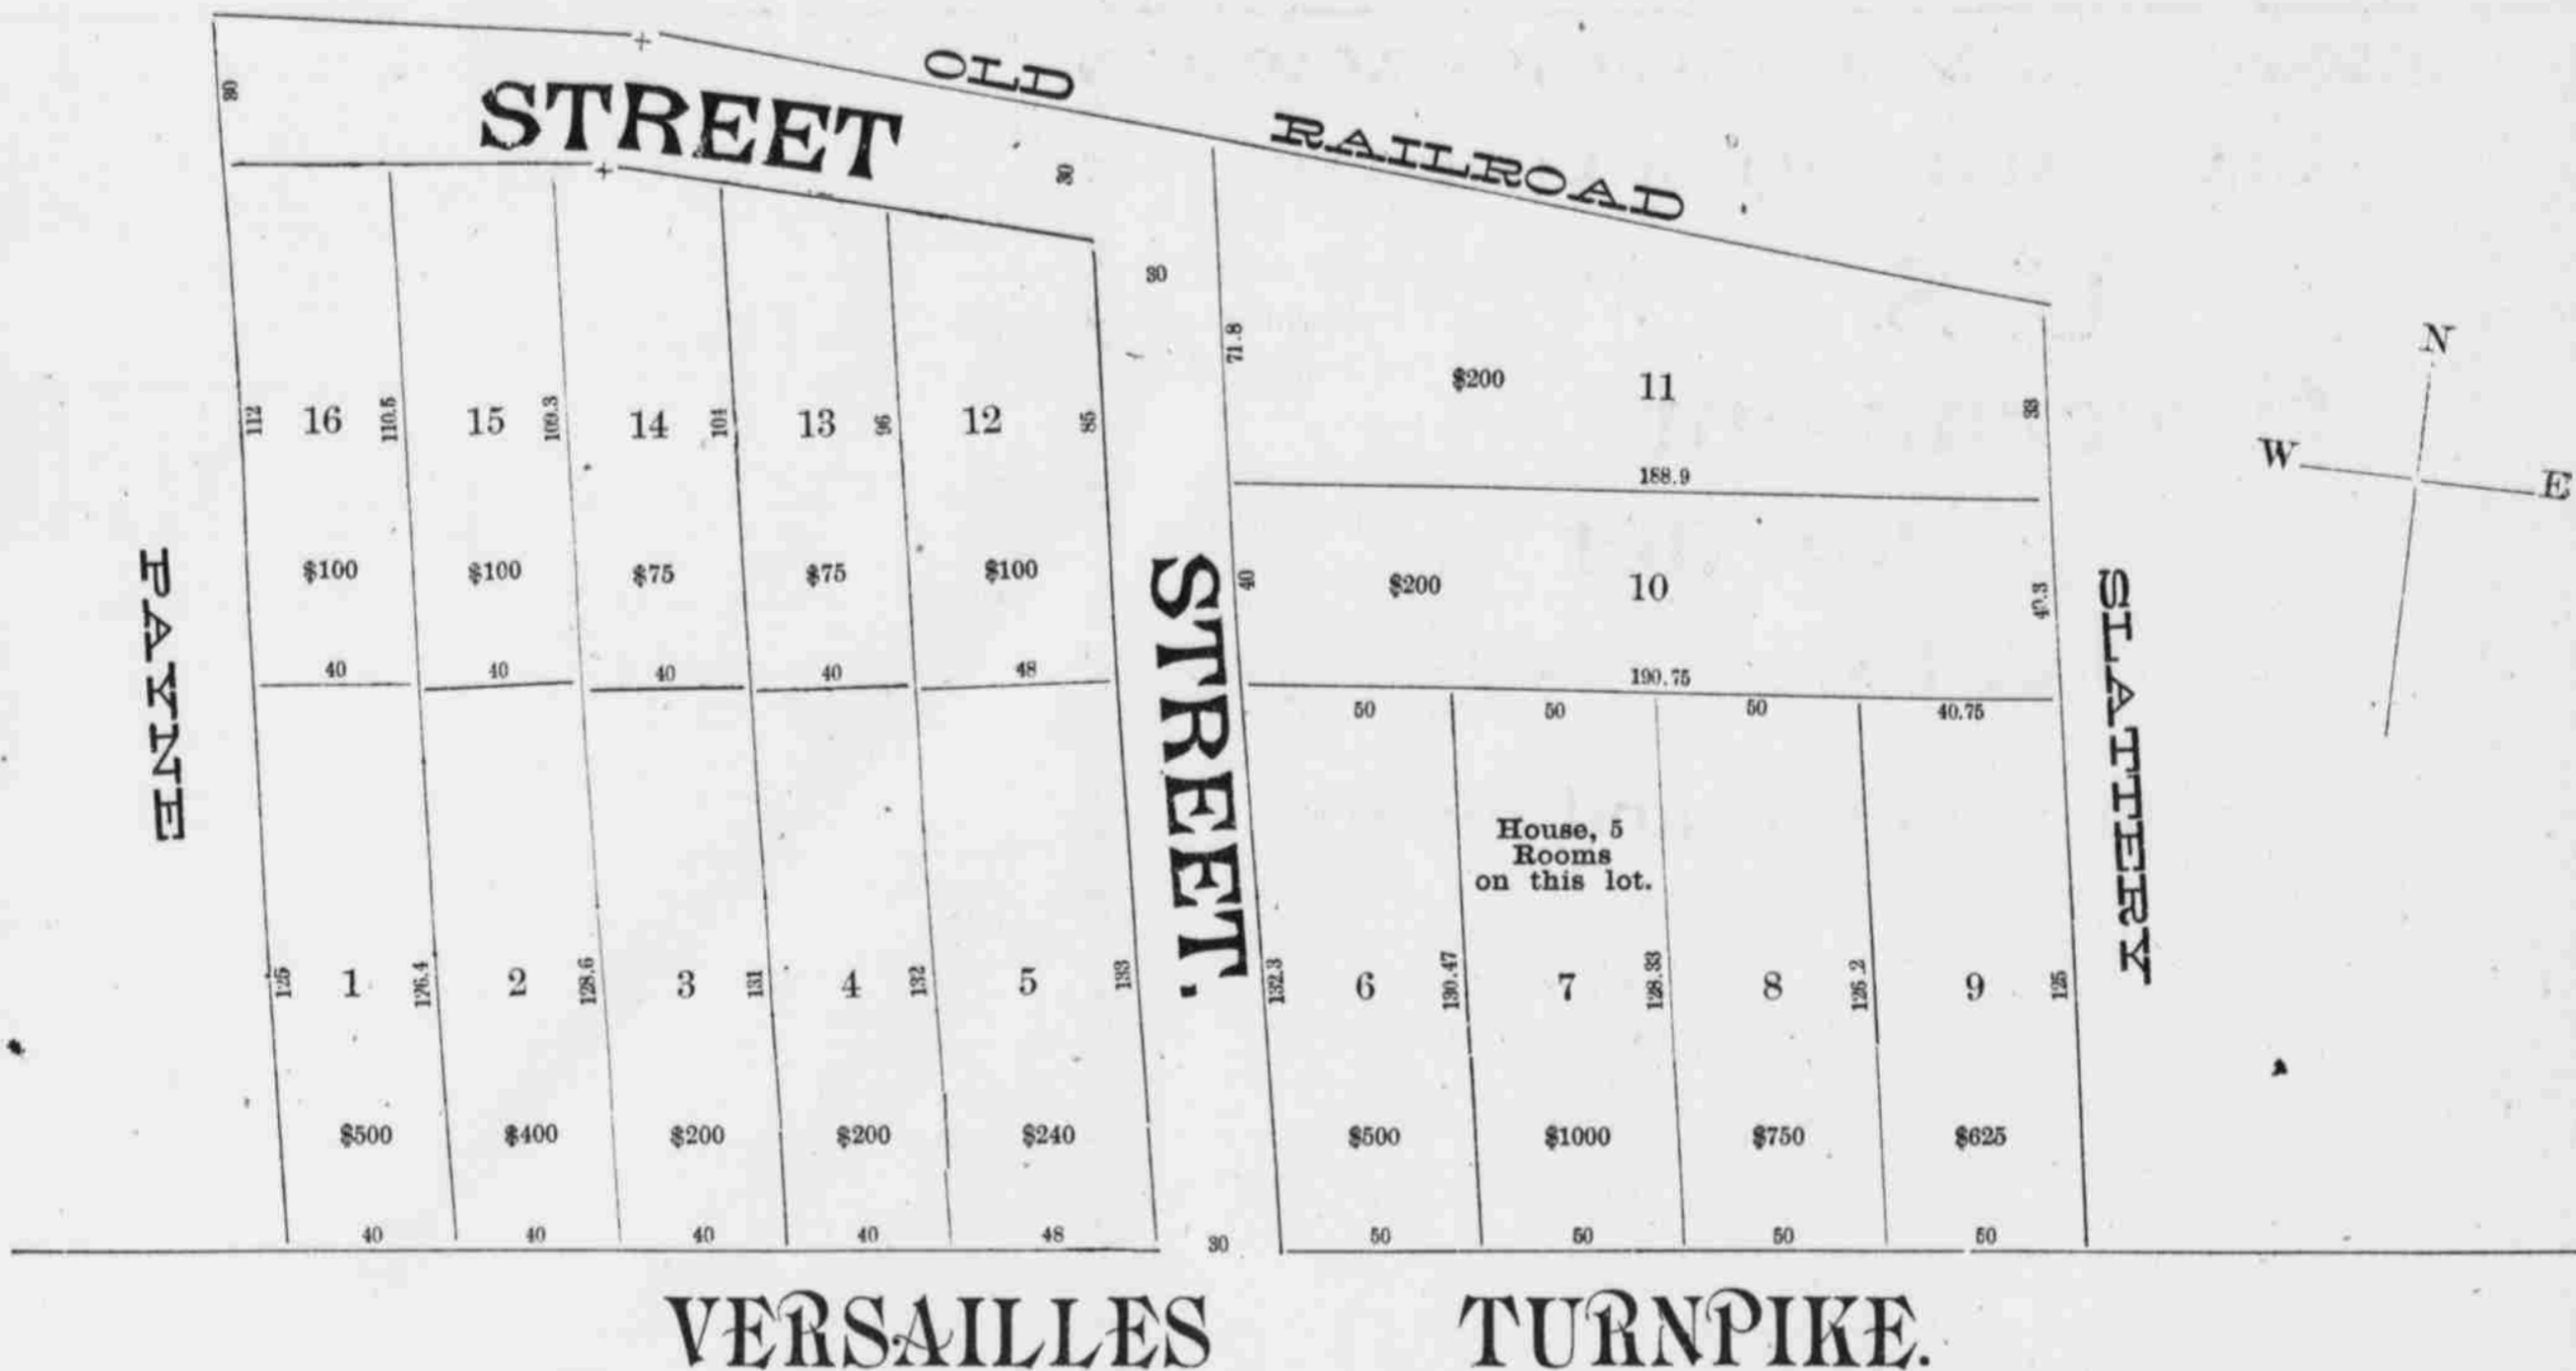 OLD RAILROAD
30
STREET
30
30
71.8
$200 11
33
188.9
N
W E
112 16 110.5 15 109.3 14 104 13 96 12 85
$100 $100 $75 $75 $100
40 40 40 40 48
40
$200 10
40.3
190.75
50 50 50 40.75
PAYNE
STREET.
SLATTERY
House, 5
Rooms
on this lot.
125 1 126.4 2 128.6 3 131 4 132 5 133
132.3 6 130.47 7 128.33 8 8 9 125
$500 $400 $200 $200 $240 $500 $1000 $750 $625
40 40 40 40 48 30 50 50 50 50
VERSAILLES TURNPIKE.